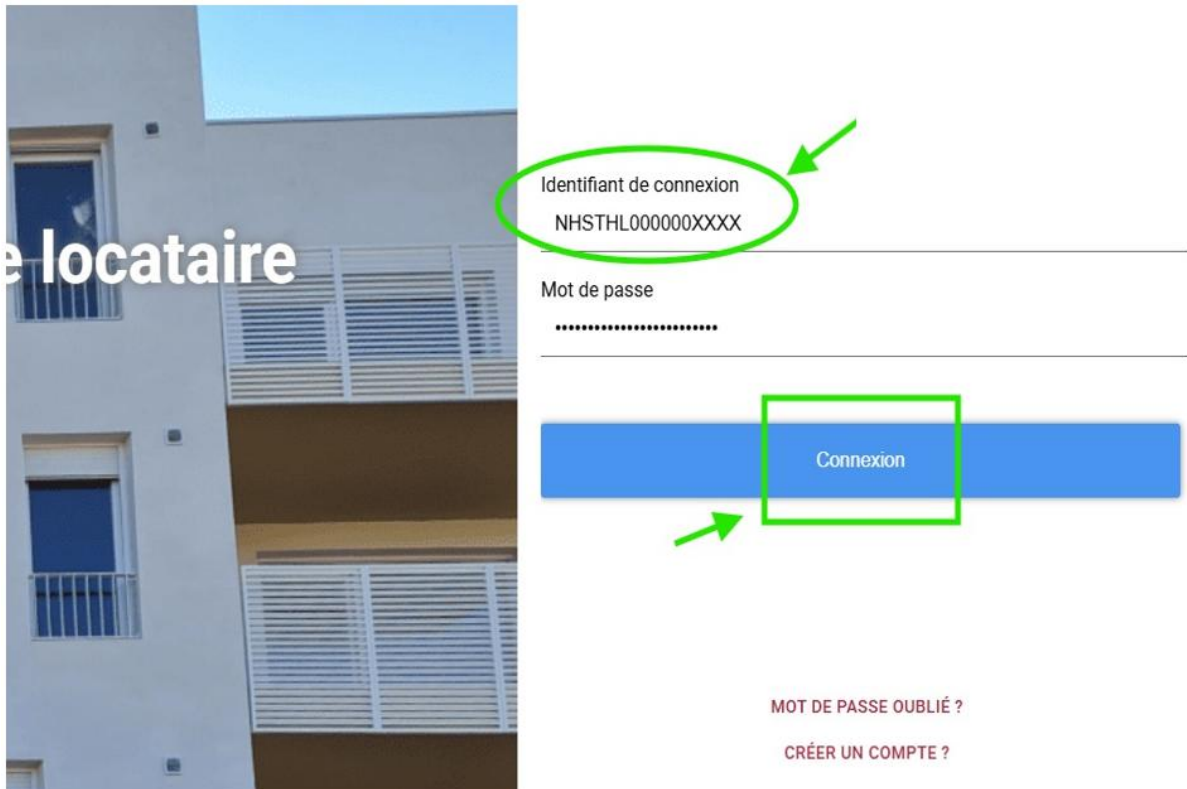 e locataire
Identifiant de connexion
NHSTHL000000XXXX
Mot de passe
••••••••••••••••••••••••••
Connexion
MOT DE PASSE OUBLIÉ ?
CRÉER UN COMPTE ?